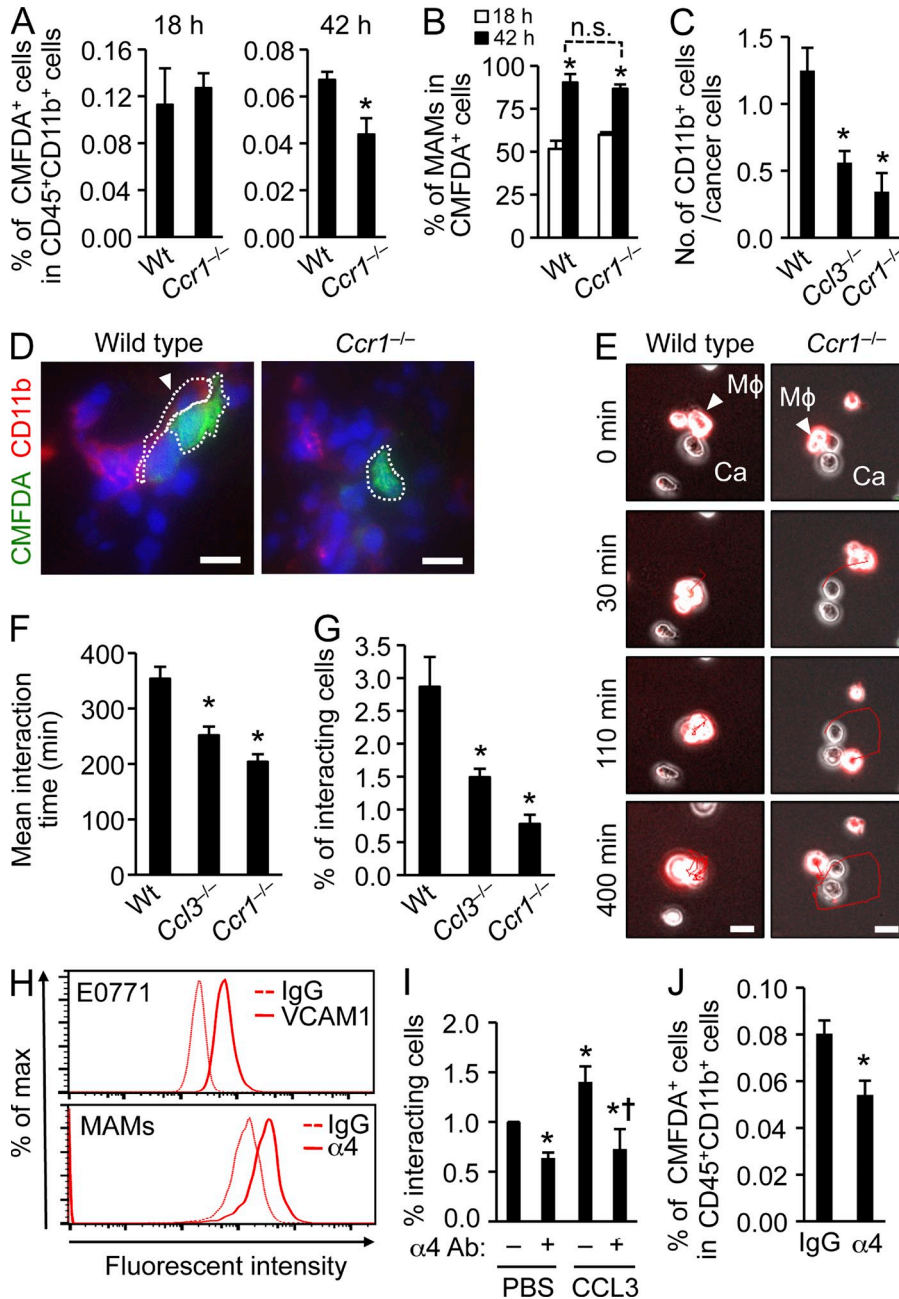 A
18 h
42 h
% of CMFDA⁺ cells
in CD45⁺CD11b⁺ cells
0.16
0.12
0.08
0.04
0.00
Wt
Ccr1⁻/⁻
0.08
0.06
0.04
0.02
0.00
*
Wt
Ccr1⁻/⁻
B
18 h
42 h
n.s.
% of MAMs in
CMFDA⁺ cells
100
75
50
25
0
*
*
Wt
Ccr1⁻/⁻
C
No. of CD11b⁺ cells
/cancer cells
1.5
1.0
0.5
0.0
*
*
Wt
Ccl3⁻/⁻
Ccr1⁻/⁻
D
Wild type
Ccr1⁻/⁻
CMFDA CD11b
E
Wild type
Ccr1⁻/⁻
0 min
Mϕ
Ca
Mϕ
Ca
30 min
110 min
400 min
F
Mean interaction
time (min)
400
300
200
100
0
*
*
Wt
Ccl3⁻/⁻
Ccr1⁻/⁻
G
% of interacting cells
3.5
3.0
2.5
2.0
1.5
1.0
0.5
0.0
*
*
Wt
Ccl3⁻/⁻
Ccr1⁻/⁻
H
% of max
E0771
IgG
VCAM1
MAMs
IgG
α4
Fluorescent intensity
I
% interacting cells
2.0
1.5
1.0
0.5
0.0
*
*
*†
α4 Ab: – + – +
PBS CCL3
J
% of CMFDA⁺ cells
in CD45⁺CD11b⁺ cells
0.10
0.08
0.06
0.04
0.02
0.00
*
IgG α4